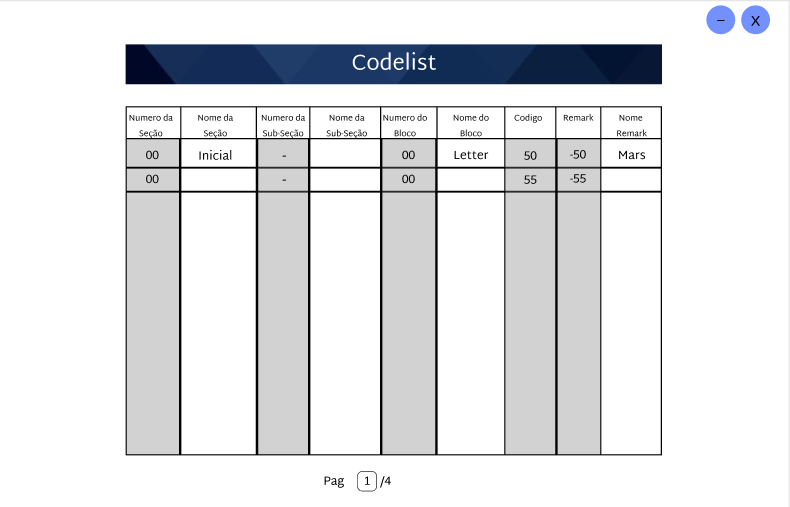 – X
Codelist
Numero da Seção Nome da Seção Numero da Sub-Seção Nome da Sub-Seção Numero do Bloco Nome do Bloco Codigo Remark Nome Remark
00 Inicial - 00 Letter 50 -50 Mars
00 - 00 55 -55
Pag 1 /4